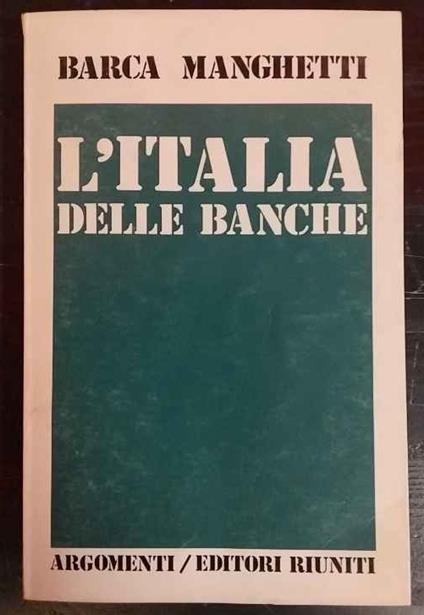 BARCA MANGHETTI
L'ITALIA
DELLE BANCHE
ARGOMENTI/EDITORI RIUNITI